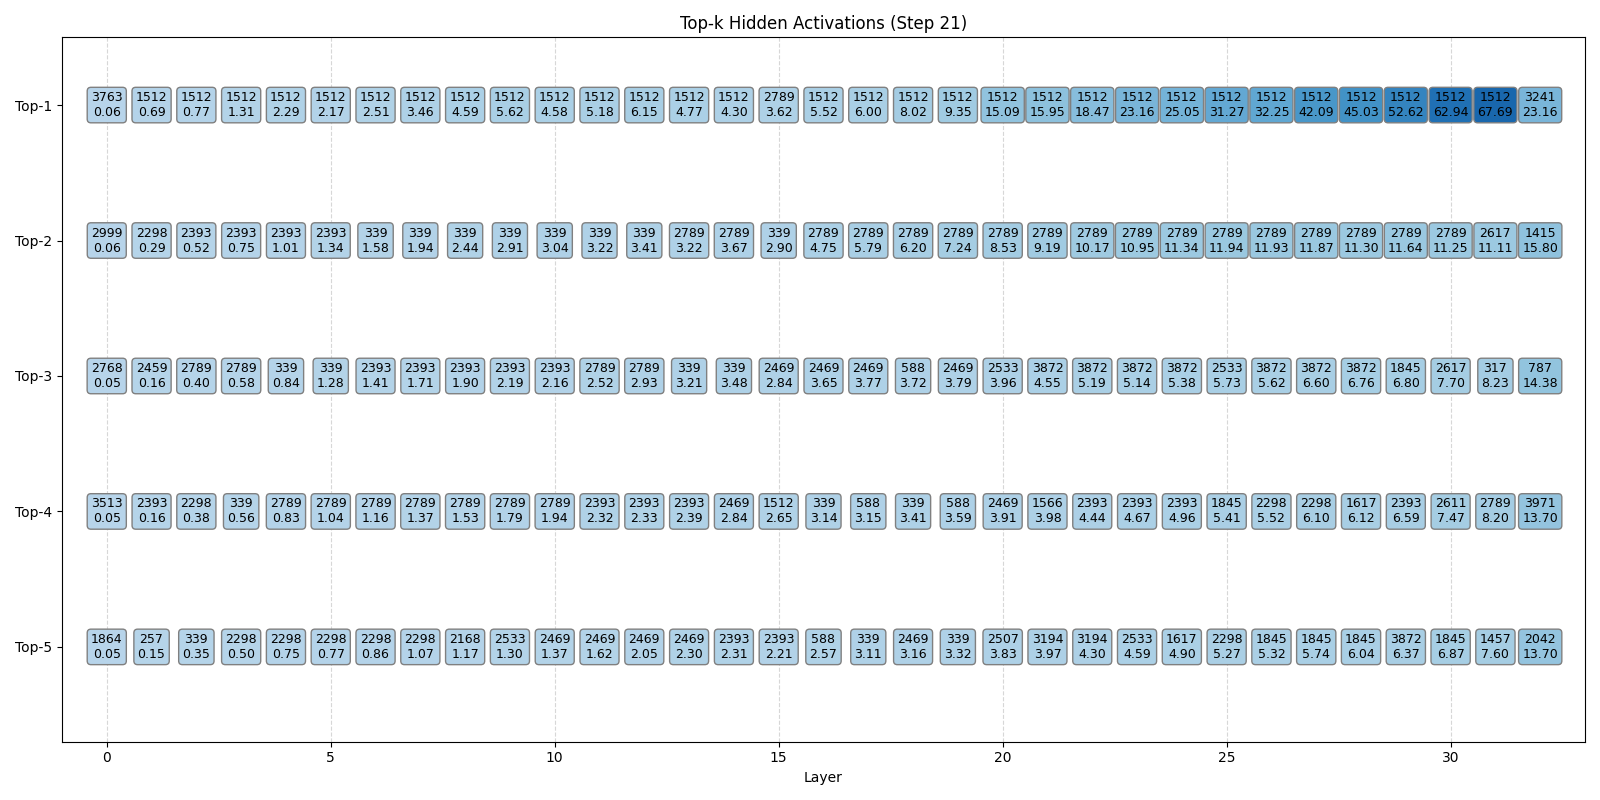 Top-k Hidden Activations (Step 21)
Top-1
3763 1512 1512 1512 1512 1512 1512 1512 1512 1512 1512 1512 1512 1512 1512 2789 1512 1512 1512 1512 1512 1512 1512 1512 1512 1512 1512 1512 1512 1512 1512 1512 3241
0.06 0.69 0.77 1.31 2.29 2.17 2.51 3.46 4.59 5.62 4.58 5.18 6.15 4.77 4.30 3.62 5.52 6.00 8.02 9.35 15.09 15.95 18.47 23.16 25.05 31.27 32.25 42.09 45.03 52.62 62.94 67.69 23.16
Top-2
2999 2298 2393 2393 2393 2393 339 339 339 339 339 339 339 2789 2789 339 2789 2789 2789 2789 2789 2789 2789 2789 2789 2789 2789 2789 2789 2789 2789 2617 1415
0.06 0.29 0.52 0.75 1.01 1.34 1.58 1.94 2.44 2.91 3.04 3.22 3.41 3.22 3.67 2.90 4.75 5.79 6.20 7.24 8.53 9.19 10.17 10.95 11.34 11.94 11.93 11.87 11.30 11.64 11.25 11.11 15.80
Top-3
2768 2459 2789 2789 339 339 2393 2393 2393 2393 2393 2789 2789 339 339 2469 2469 2469 588 2469 2533 3872 3872 3872 3872 2533 3872 3872 3872 1845 2617 317 787
0.05 0.16 0.40 0.58 0.84 1.28 1.41 1.71 1.90 2.19 2.16 2.52 2.93 3.21 3.48 2.84 3.65 3.77 3.72 3.79 3.96 4.55 5.19 5.14 5.38 5.73 5.62 6.60 6.76 6.80 7.70 8.23 14.38
Top-4
3513 2393 2298 339 2789 2789 2789 2789 2789 2789 2789 2393 2393 2393 2469 1512 339 588 339 588 2469 1566 2393 2393 2393 1845 2298 2298 1617 2393 2611 2789 3971
0.05 0.16 0.38 0.56 0.83 1.04 1.16 1.37 1.53 1.79 1.94 2.32 2.33 2.39 2.84 2.65 3.14 3.15 3.41 3.59 3.91 3.98 4.44 4.67 4.96 5.41 5.52 6.10 6.12 6.59 7.47 8.20 13.70
Top-5
1864 257 339 2298 2298 2298 2298 2298 2168 2533 2469 2469 2469 2469 2393 2393 588 339 2469 339 2507 3194 3194 2533 1617 2298 1845 1845 1845 3872 1845 1457 2042
0.05 0.15 0.35 0.50 0.75 0.77 0.86 1.07 1.17 1.30 1.37 1.62 2.05 2.30 2.31 2.21 2.57 3.11 3.16 3.32 3.83 3.97 4.30 4.59 4.90 5.27 5.32 5.74 6.04 6.37 6.87 7.60 13.70
0 5 10 15 20 25 30
Layer